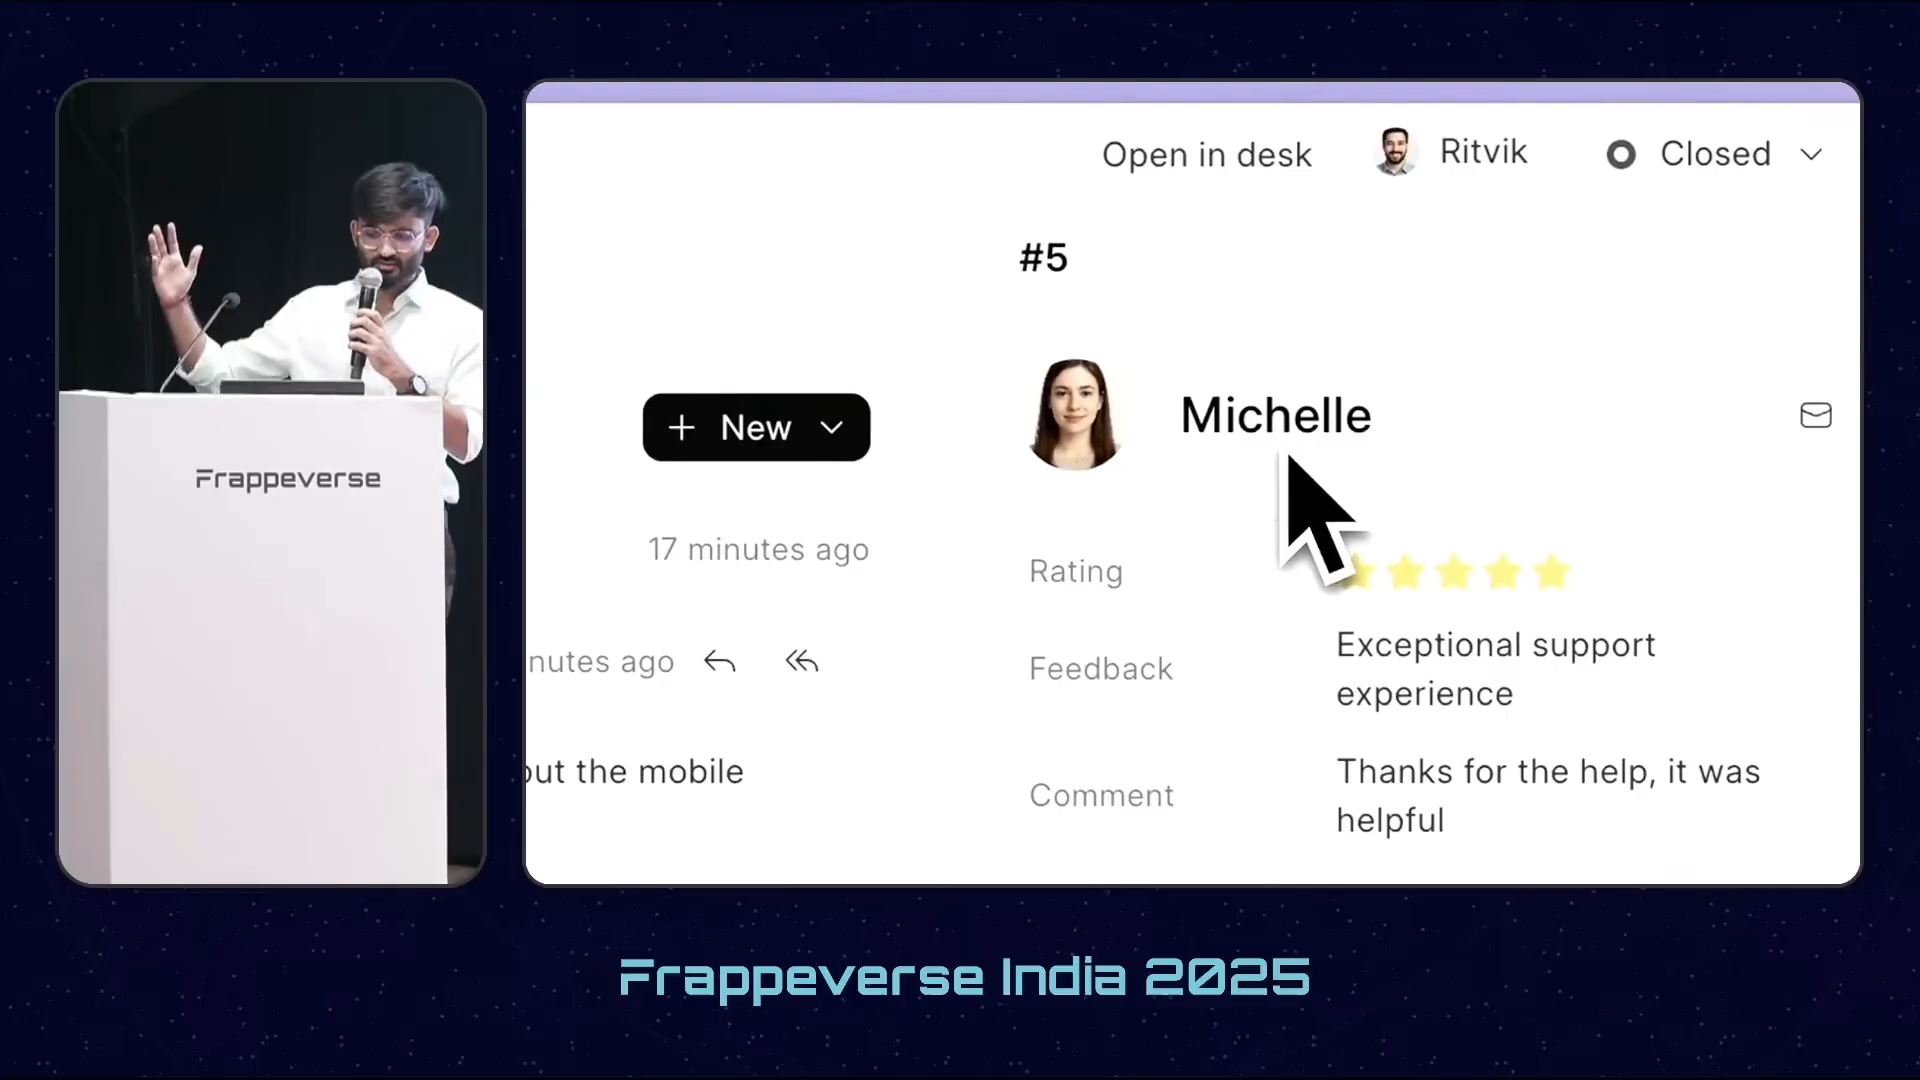 Frappeverse
Open in desk
Ritvik
Closed
#5
New
Michelle
17 minutes ago
Rating
nutes ago
Feedback
Exceptional support
experience
out the mobile
Comment
Thanks for the help, it was
helpful
Frappeverse India 2025